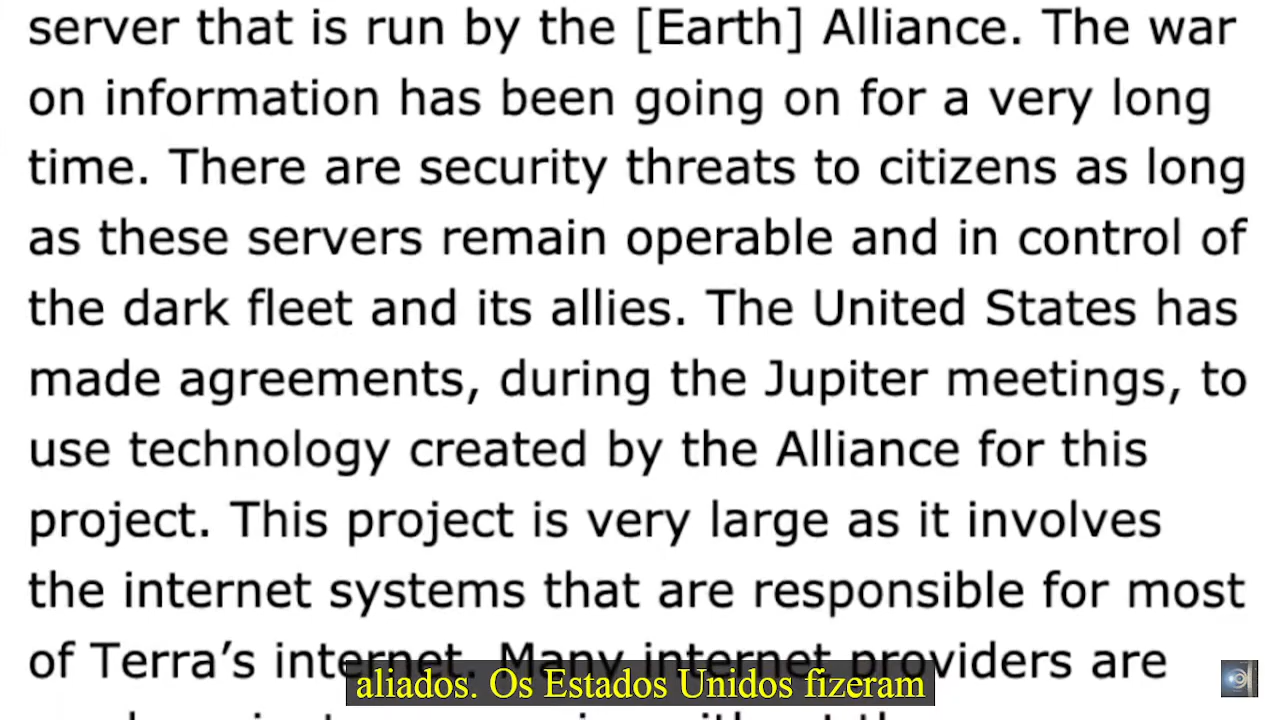 server that is run by the [Earth] Alliance. The war
on information has been going on for a very long
time. There are security threats to citizens as long
as these servers remain operable and in control of
the dark fleet and its allies. The United States has
made agreements, during the Jupiter meetings, to
use technology created by the Alliance for this
project. This project is very large as it involves
the internet systems that are responsible for most
of Terra's internet. Many internet providers are
aliados. Os Estados Unidos fizeram